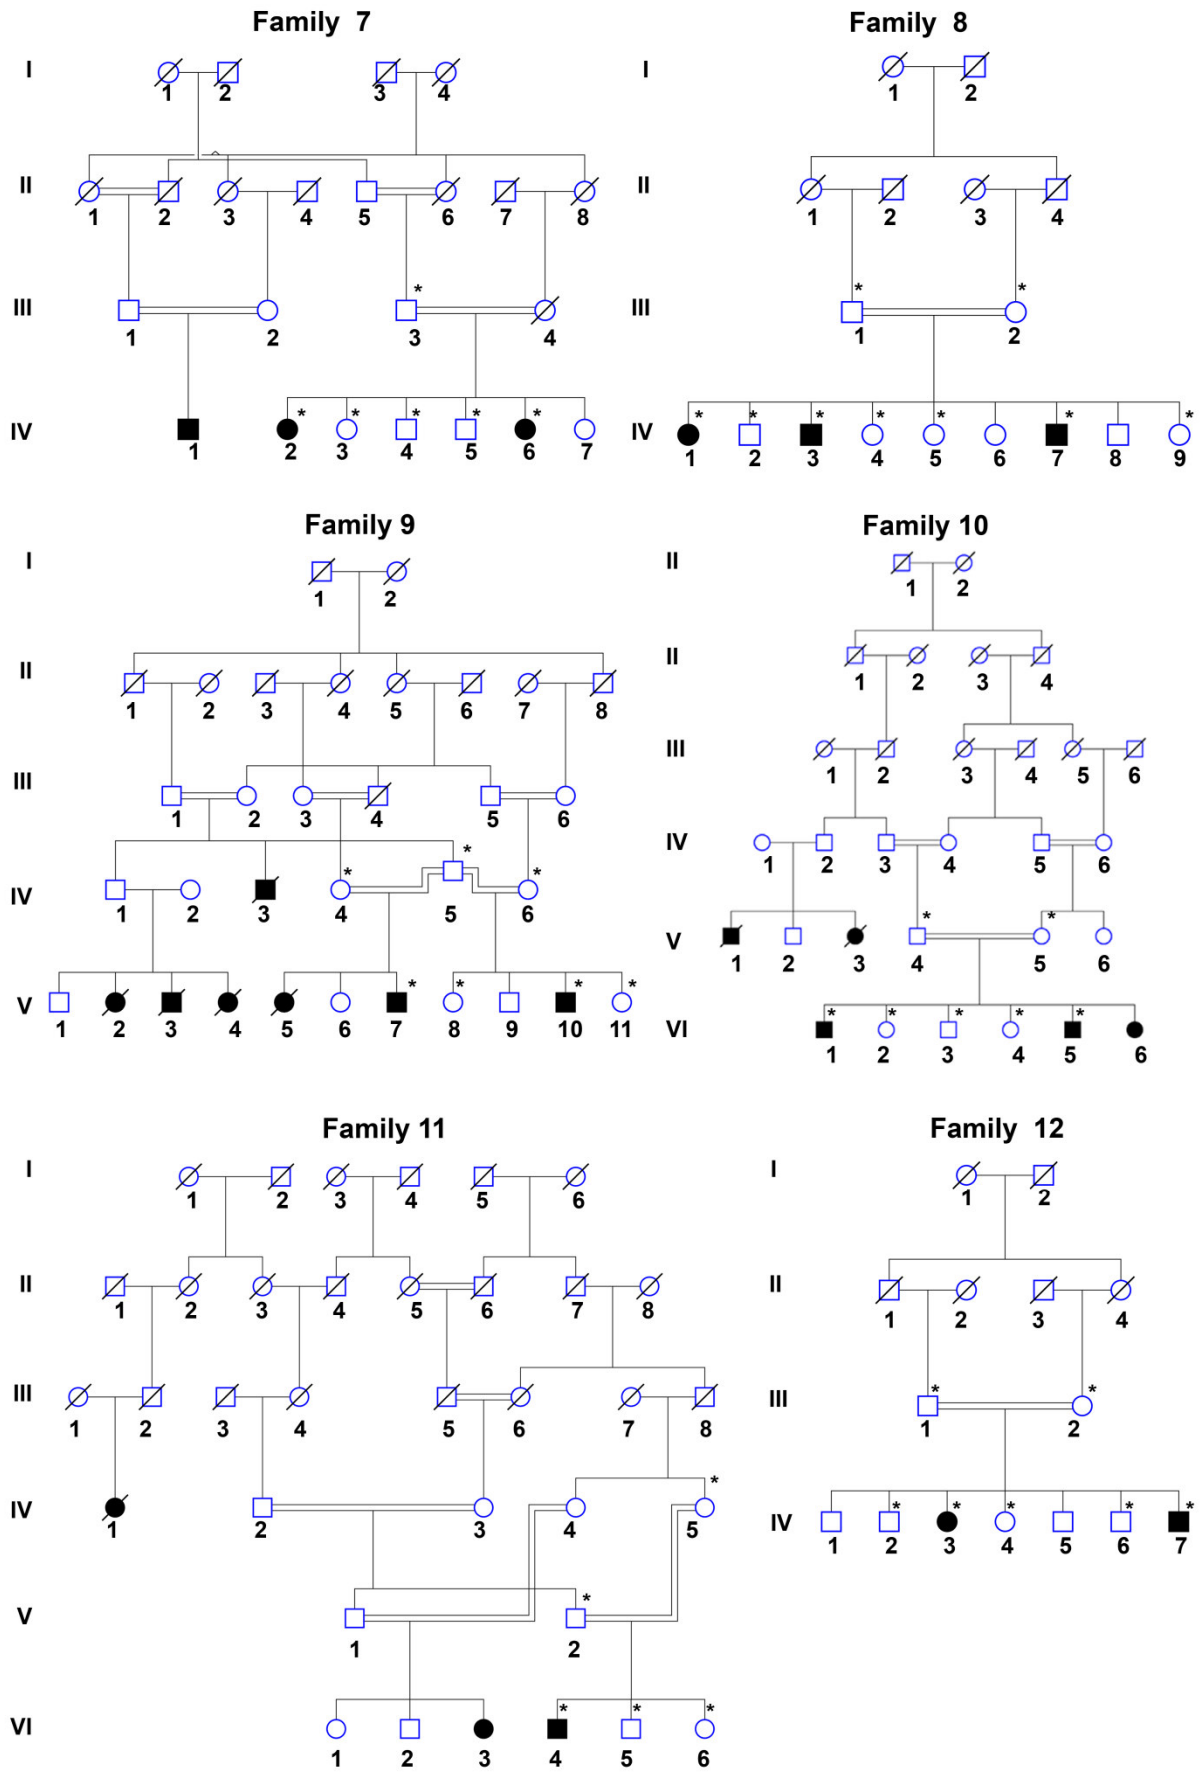 Family 7
I
1 2 3 4
II
1 2 3 4 5 6 7 8
III
*
1 2 3 4
IV
* * * * *
1 2 3 4 5 6 7
Family 8
I
1 2
II
1 2 3 4
III
* *
1 2
IV
* * * * * * *
1 2 3 4 5 6 7 8 9
Family 9
I
1 2
II
1 2 3 4 5 6 7 8
III
1 2 3 4 5 6
IV
* * *
1 2 3 4 5 6
V
* * * *
1 2 3 4 5 6 7 8 9 10 11
Family 10
II
1 2
II
1 2 3 4
III
1 2 3 4 5 6
IV
1 2 3 4 5 6
V
* *
1 2 3 4 5 6
VI
* * * * *
1 2 3 4 5 6
Family 11
I
1 2 3 4 5 6
II
1 2 3 4 5 6 7 8
III
1 2 3 4 5 6 7 8
IV
*
1 2 3 4 5
V
*
1 2
VI
* * *
1 2 3 4 5 6
Family 12
I
1 2
II
1 2 3 4
III
* *
1 2
IV
* * * * *
1 2 3 4 5 6 7